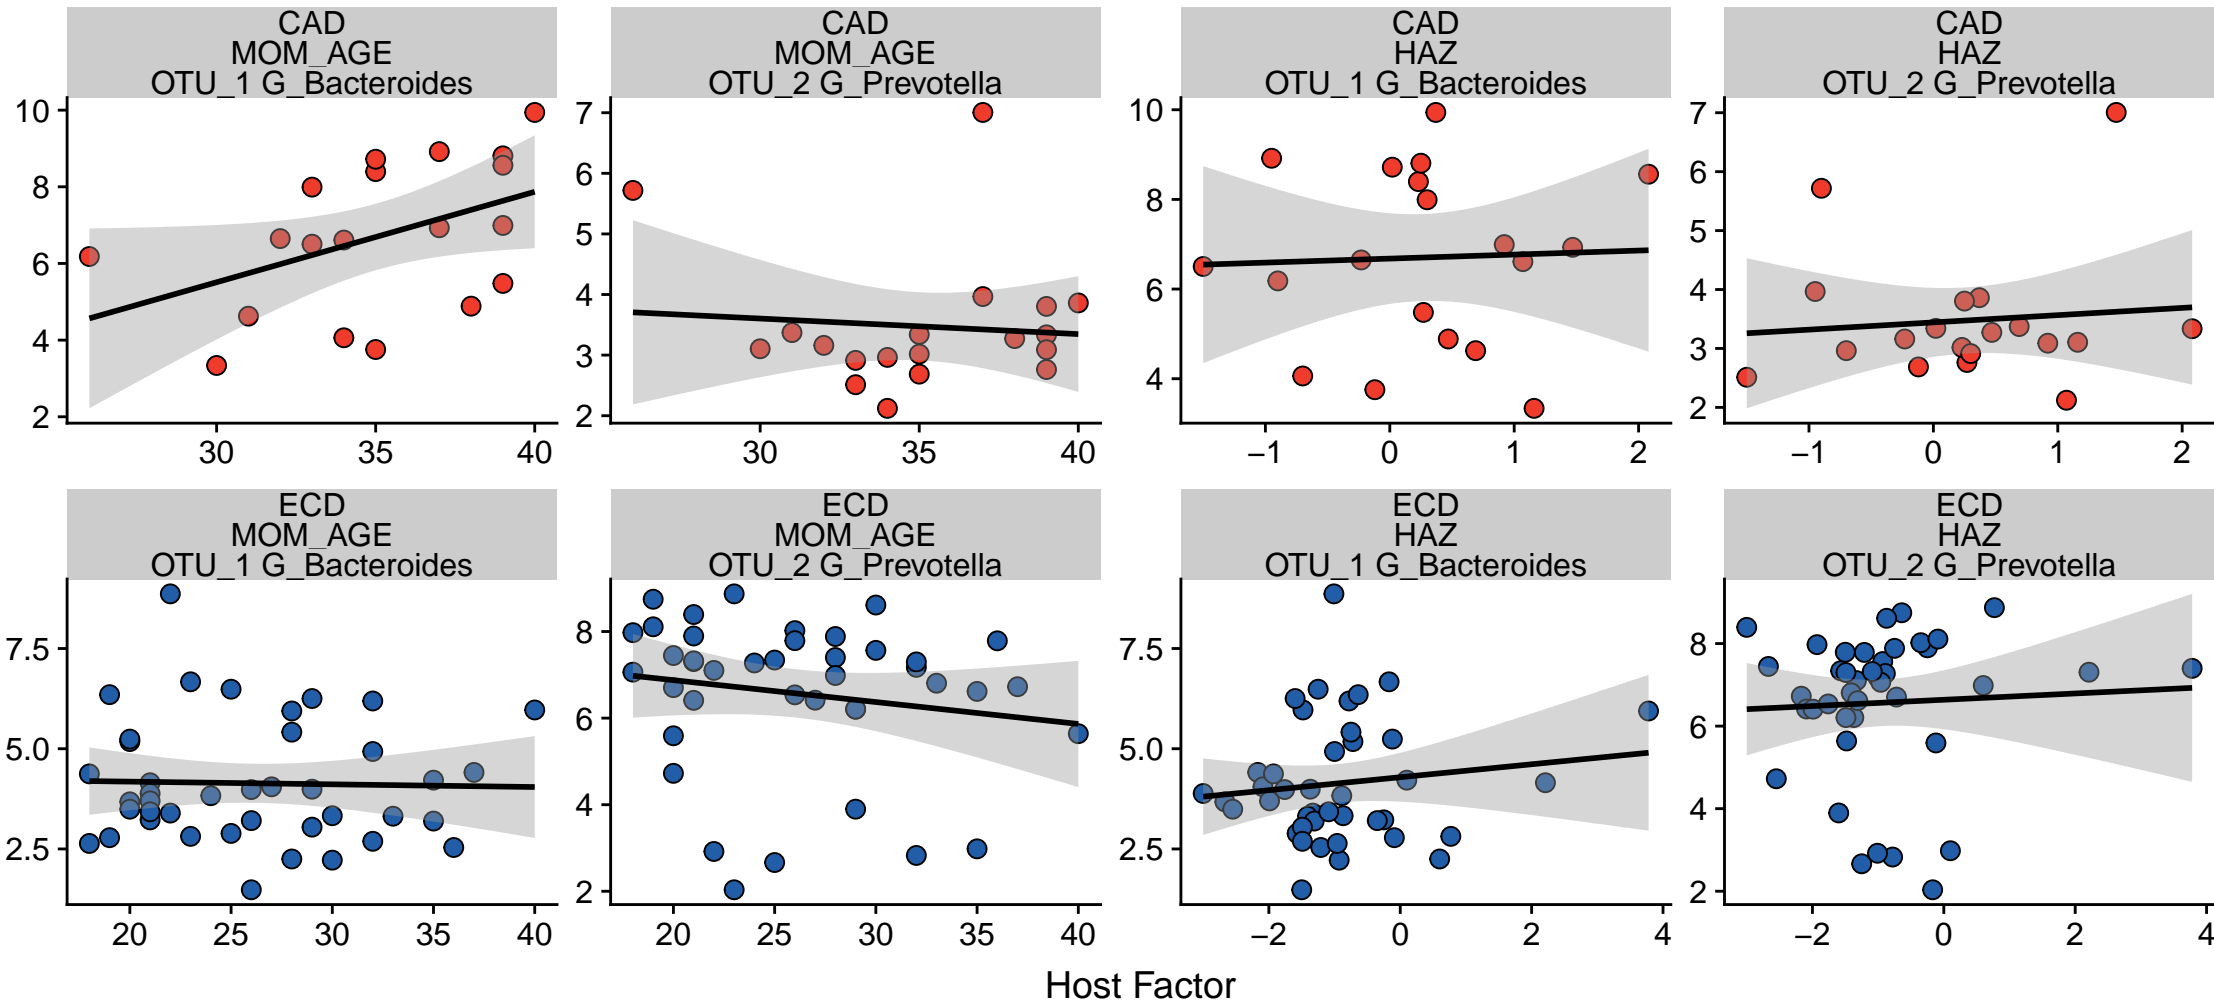 CAD
MOM_AGE
OTU_1 G_Bacteroides
10
8
6
4
2
30 35 40
CAD
MOM_AGE
OTU_2 G_Prevotella
7
6
5
4
3
2
30 35 40
CAD
HAZ
OTU_1 G_Bacteroides
10
8
6
4
−1 0 1 2
CAD
HAZ
OTU_2 G_Prevotella
7
6
5
4
3
2
−1 0 1 2
ECD
MOM_AGE
OTU_1 G_Bacteroides
7.5
5.0
2.5
20 25 30 35 40
ECD
MOM_AGE
OTU_2 G_Prevotella
8
6
4
2
20 25 30 35 40
ECD
HAZ
OTU_1 G_Bacteroides
7.5
5.0
2.5
−2 0 2 4
ECD
HAZ
OTU_2 G_Prevotella
8
6
4
2
−2 0 2 4
Host Factor